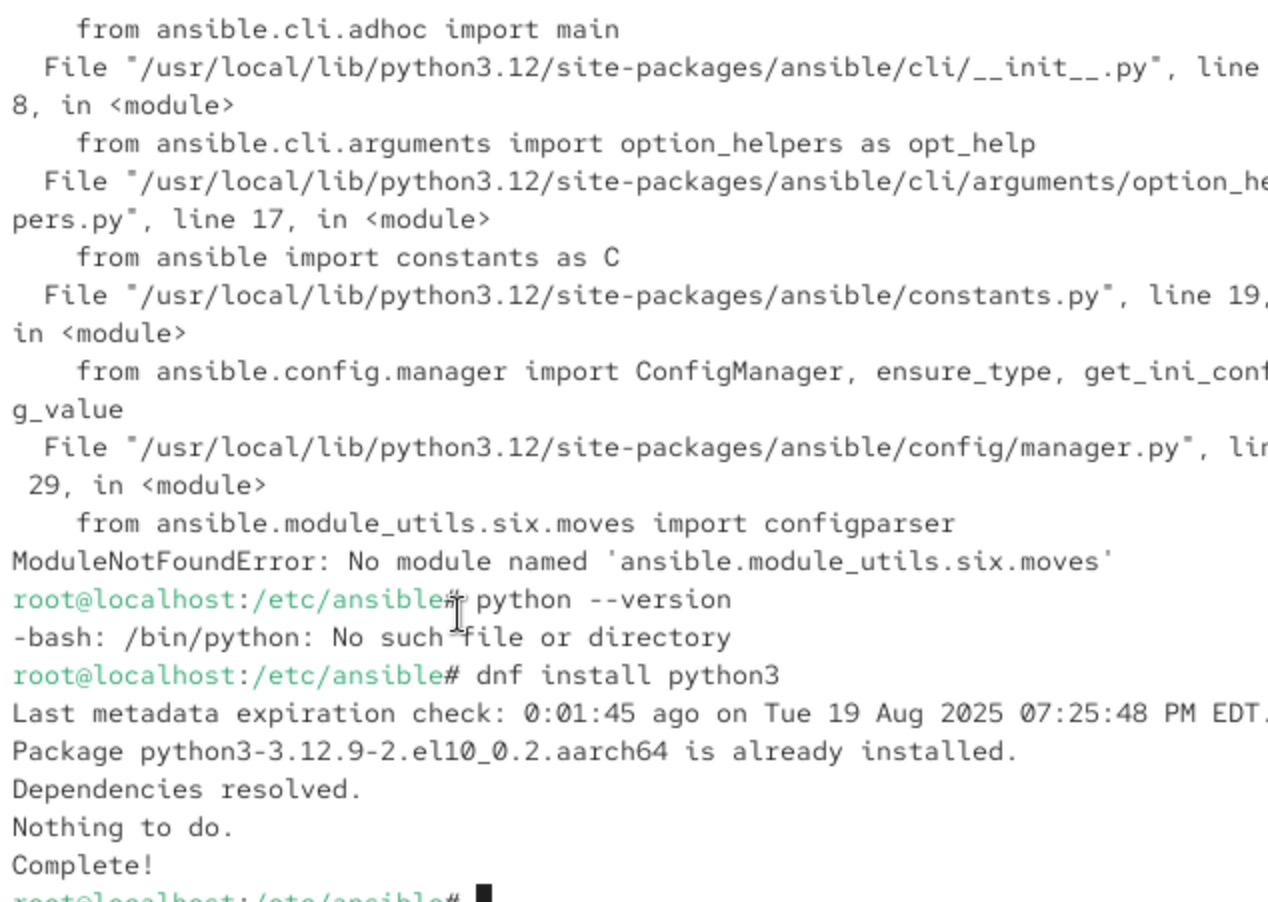 from ansible.cli.adhoc import main
File "/usr/local/lib/python3.12/site-packages/ansible/cli/__init__.py", line
8, in <module>
from ansible.cli.arguments import option_helpers as opt_help
File "/usr/local/lib/python3.12/site-packages/ansible/cli/arguments/option_he
pers.py", line 17, in <module>
from ansible import constants as C
File "/usr/local/lib/python3.12/site-packages/ansible/constants.py", line 19,
in <module>
from ansible.config.manager import ConfigManager, ensure_type, get_ini_conf
g_value
File "/usr/local/lib/python3.12/site-packages/ansible/config/manager.py", lin
29, in <module>
from ansible.module_utils.six.moves import configparser
ModuleNotFoundError: No module named 'ansible.module_utils.six.moves'
root@localhost:/etc/ansible# python --version
-bash: /bin/python: No such file or directory
root@localhost:/etc/ansible# dnf install python3
Last metadata expiration check: 0:01:45 ago on Tue 19 Aug 2025 07:25:48 PM EDT.
Package python3-3.12.9-2.el10_0.2.aarch64 is already installed.
Dependencies resolved.
Nothing to do.
Complete!
root@localhost:/etc/ansible#